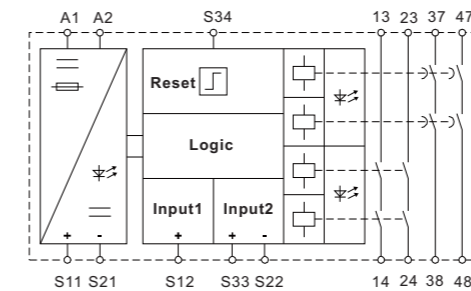 A1 A2 S34 13 23 37 47
Reset
Logic
Input1 Input2
+ - + + -
S11 S21 S12 S33 S22 14 24 38 48